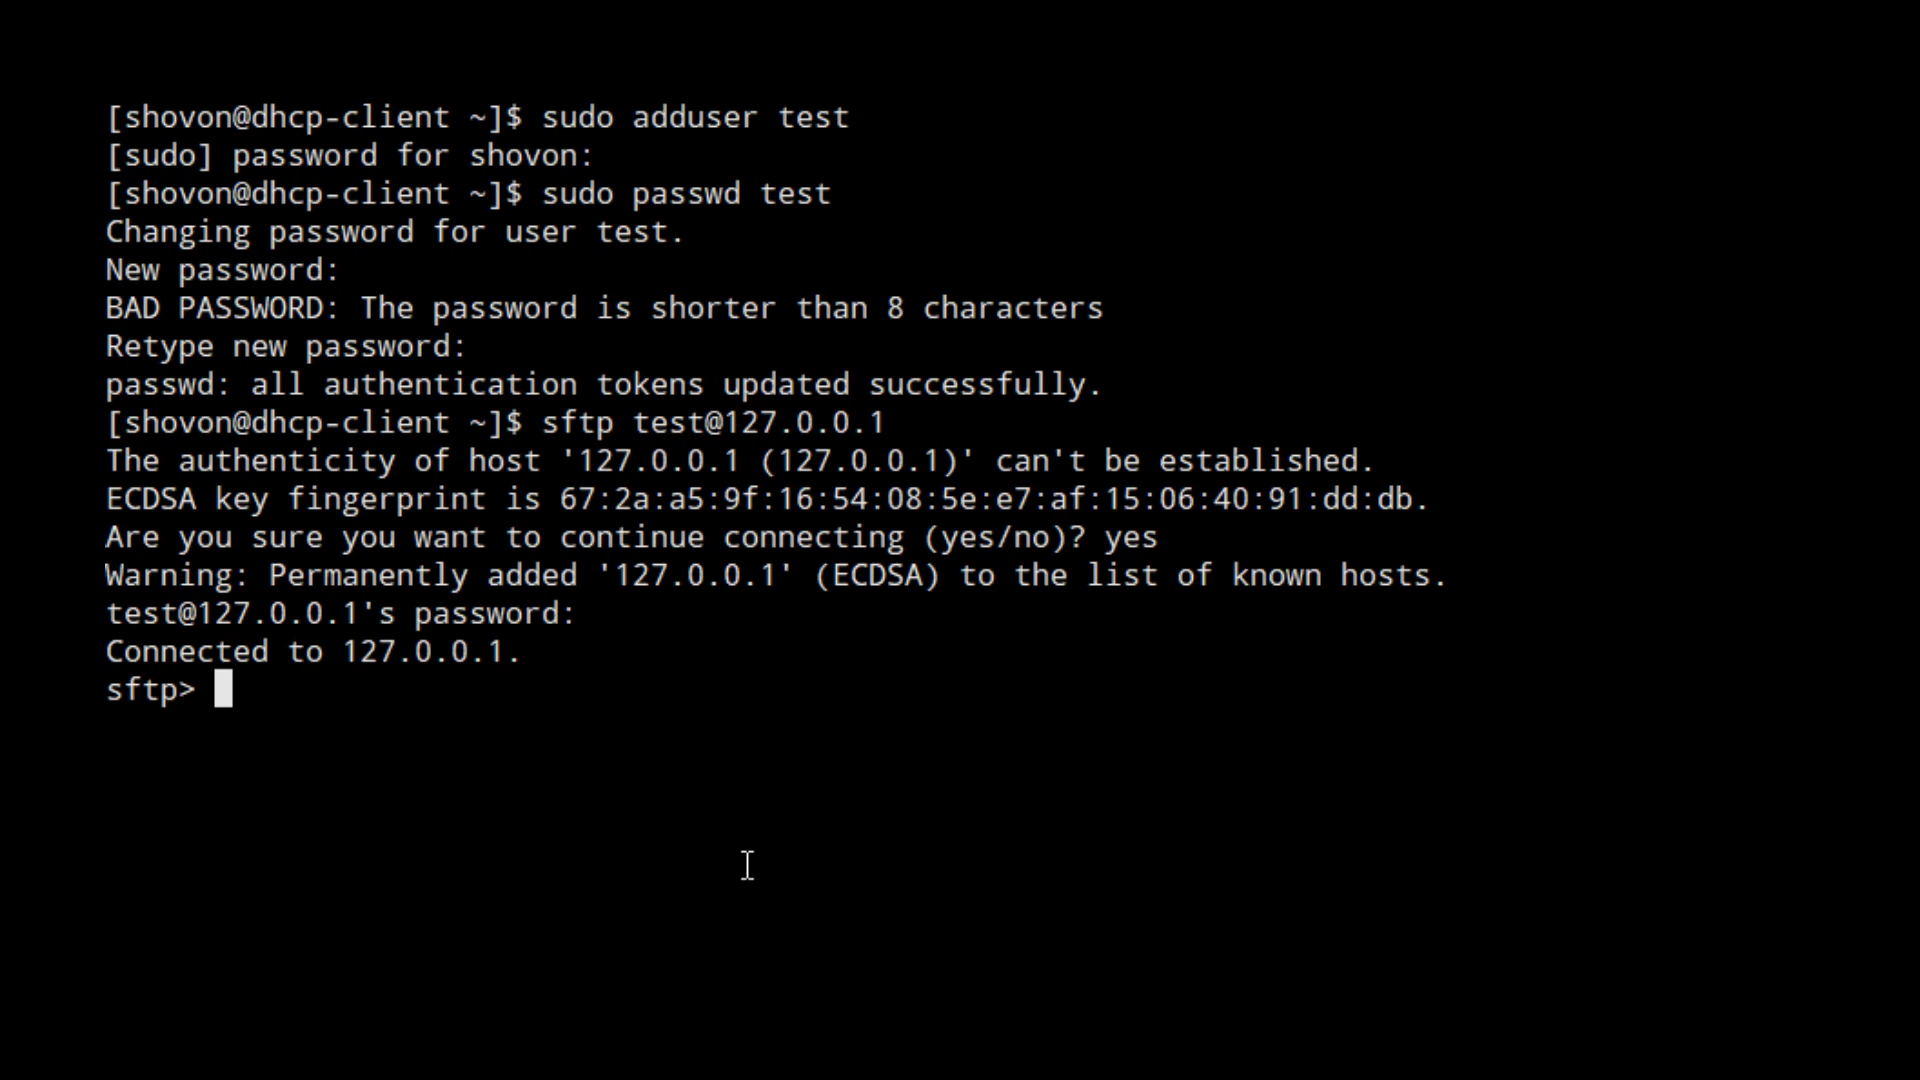 [shovon@dhcp-client ~]$ sudo adduser test
[sudo] password for shovon:
[shovon@dhcp-client ~]$ sudo passwd test
Changing password for user test.
New password:
BAD PASSWORD: The password is shorter than 8 characters
Retype new password:
passwd: all authentication tokens updated successfully.
[shovon@dhcp-client ~]$ sftp test@127.0.0.1
The authenticity of host '127.0.0.1 (127.0.0.1)' can't be established.
ECDSA key fingerprint is 67:2a:a5:9f:16:54:08:5e:e7:af:15:06:40:91:dd:db.
Are you sure you want to continue connecting (yes/no)? yes
Warning: Permanently added '127.0.0.1' (ECDSA) to the list of known hosts.
test@127.0.0.1's password:
Connected to 127.0.0.1.
sftp>